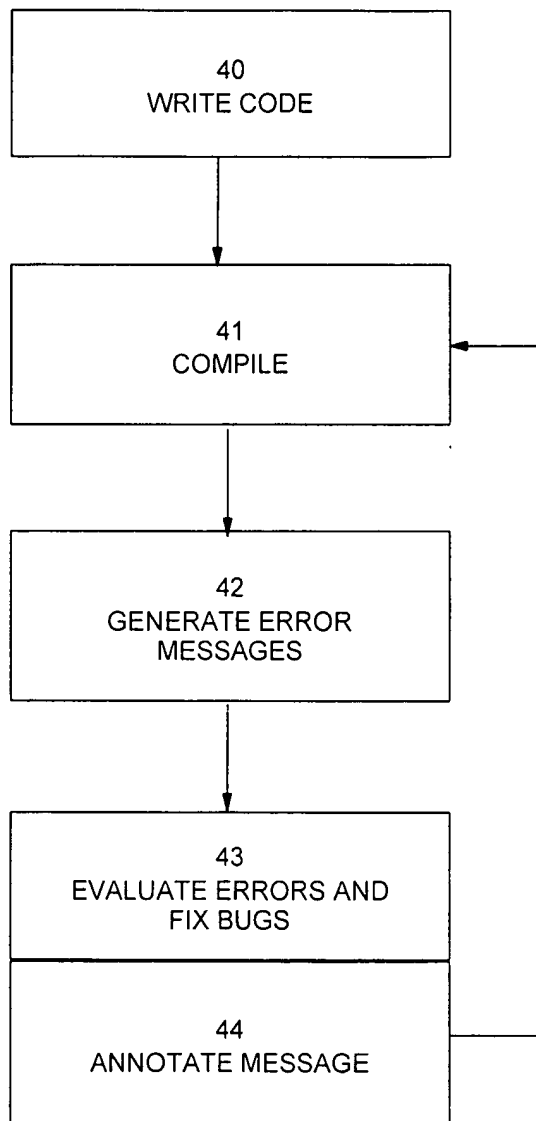 40
WRITE CODE
41
COMPILE
42
GENERATE ERROR
MESSAGES
43
EVALUATE ERRORS AND
FIX BUGS
44
ANNOTATE MESSAGE